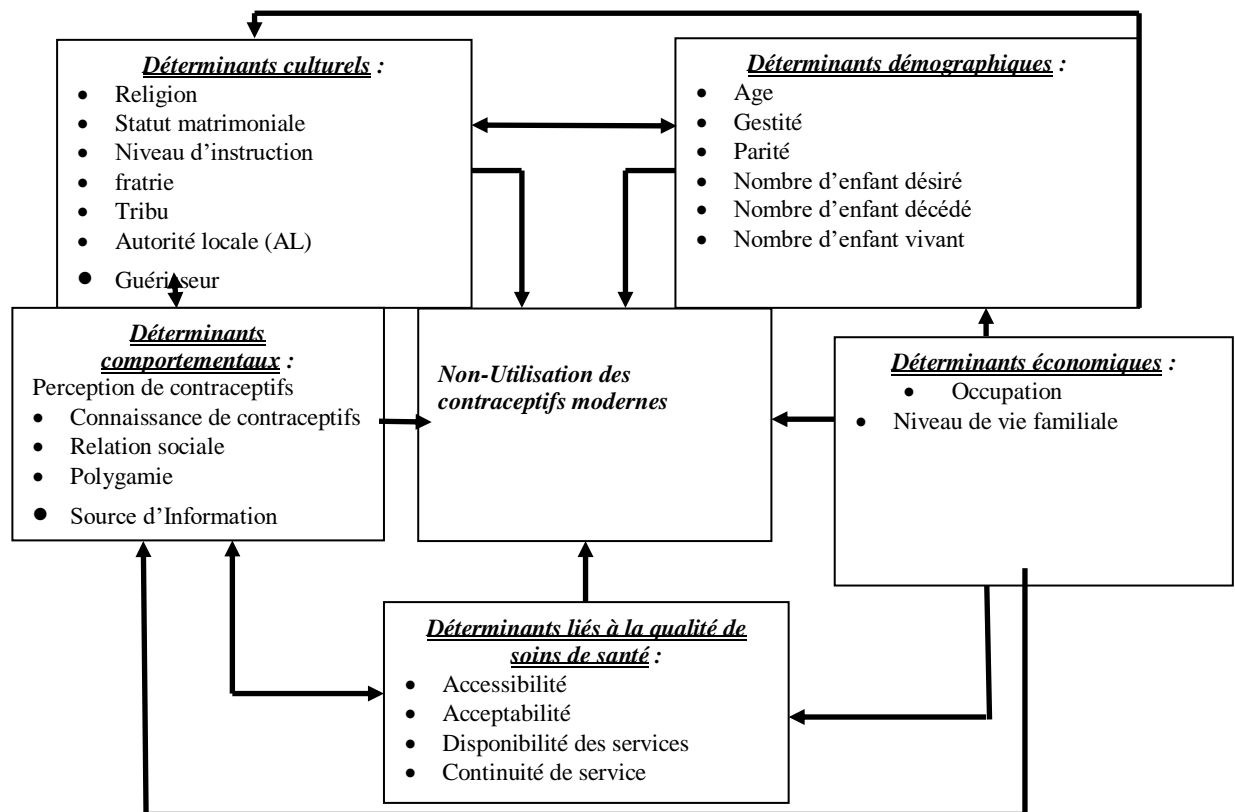 Déterminants culturels :
• Religion
• Statut matrimoniale
• Niveau d'instruction
• fratrie
• Tribu
• Autorité locale (AL)
• Guérisseur
Déterminants démographiques :
• Age
• Gestité
• Parité
• Nombre d'enfant désiré
• Nombre d'enfant décédé
• Nombre d'enfant vivant
Déterminants
comportementaux :
Perception de contraceptifs
• Connaissance de contraceptifs
• Relation sociale
• Polygamie
• Source d'Information
Non-Utilisation des
contraceptifs modernes
Déterminants économiques :
• Occupation
• Niveau de vie familiale
Déterminants liés à la qualité de
soins de santé :
• Accessibilité
• Acceptabilité
• Disponibilité des services
• Continuité de service